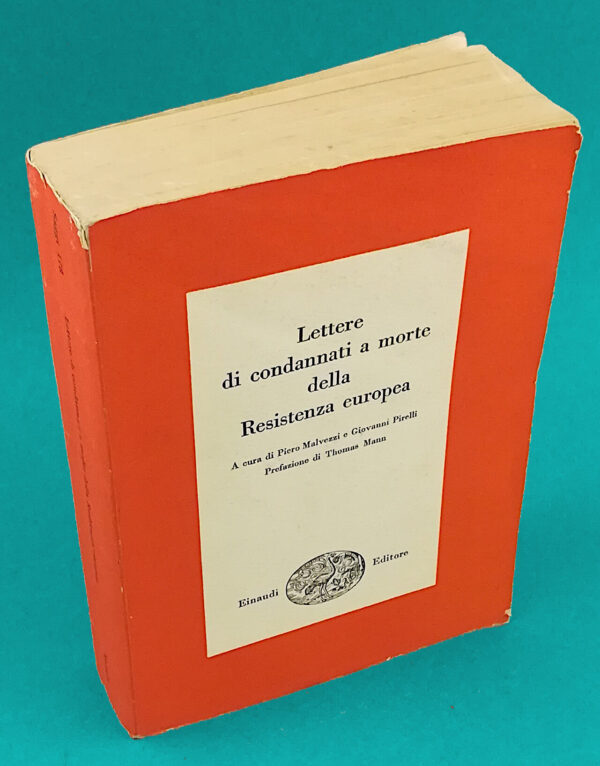 Lettere
di condannati a morte
della
Resistenza europea
A cura di Piero Malvezzi e Giovanni Pirelli
Prefazione di Thomas Mann
Einaudi Editore